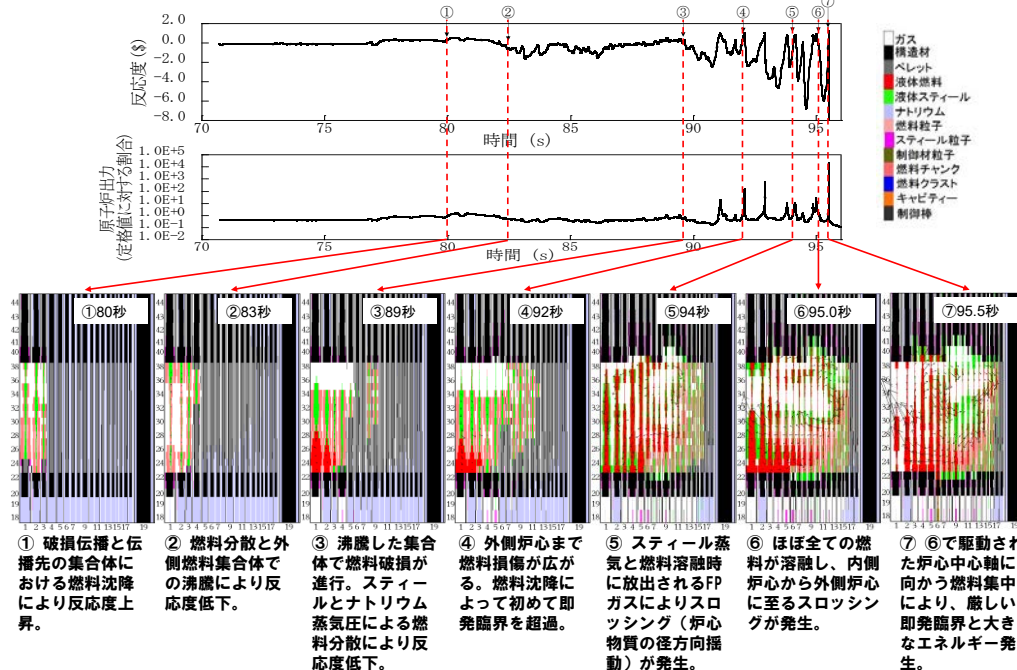 ① ② ③ ④ ⑤ ⑥ ⑦
2.0
0.0
-2.0
-4.0
-6.0
-8.0
反応度($)
70 75 80 85 90 95
時間 (s)
1.0E+5
1.0E+4
1.0E+3
1.0E+2
1.0E+1
1.0E+0
1.0E-1
1.0E-2
原子炉出力
(定格値に対する割合)
70 75 80 85 90 95
時間 (s)
ガス
構造材
ペレット
液体燃料
液体スティール
ナトリウム
燃料粒子
スティール粒子
制御材粒子
燃料チャンク
燃料クラスト
キャビティー
制御棒
①80秒
②83秒
③89秒
④92秒
⑤94秒
⑥95.0秒
⑦95.5秒
① 破損伝播と伝
播先の集合体に
おける燃料沈降
により反応度上
昇。
② 燃料分散と外
側燃料集合体で
の沸騰により反
応度低下。
③ 沸騰した集合
体で燃料破損が
進行。スティー
ルとナトリウム
蒸気圧による燃
料分散により反
応度低下。
④ 外側炉心まで
燃料損傷が広が
る。燃料沈降に
よって初めて即
発臨界を超過。
⑤ スティール蒸
気と燃料溶融時
に放出されるFP
ガスによりスロ
ッシング（炉心
物質の径方向揺
動）が発生。
⑥ ほぼ全ての燃
料が溶融し、内側
炉心から外側炉心
に至るスロッシン
グが発生。
⑦ ⑥で駆動され
た炉心中心軸に
向かう燃料集中
により、厳しい
即発臨界と大き
なエネルギー発
生。